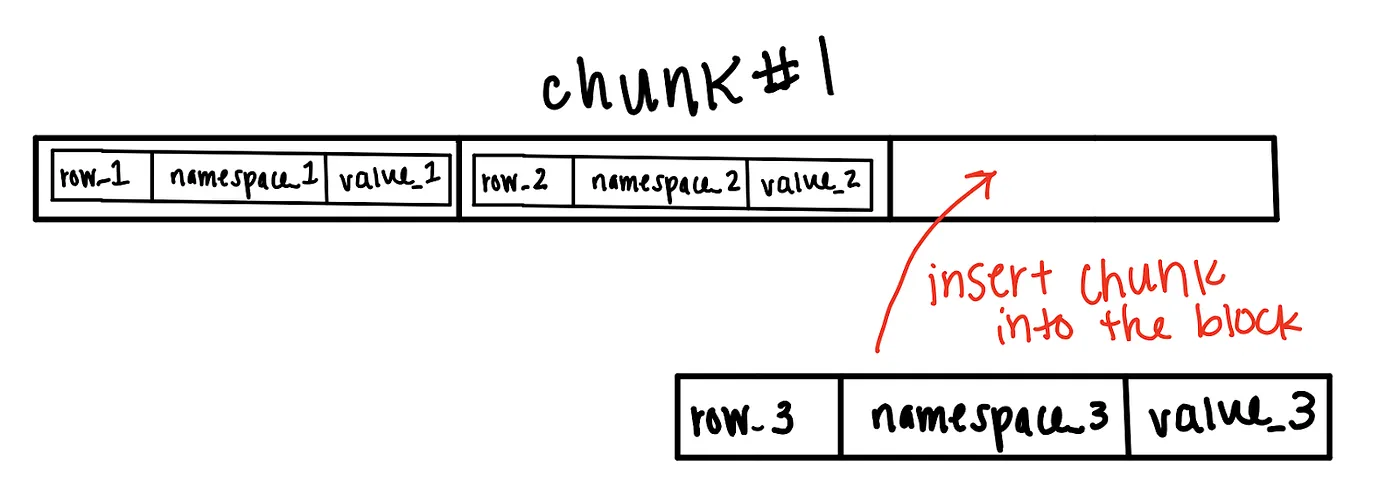 chunk#1
row_1 namespace_1 value_1 row_2 namespace_2 value_2
insert chunk
into the block
row_3 namespace_3 value_3